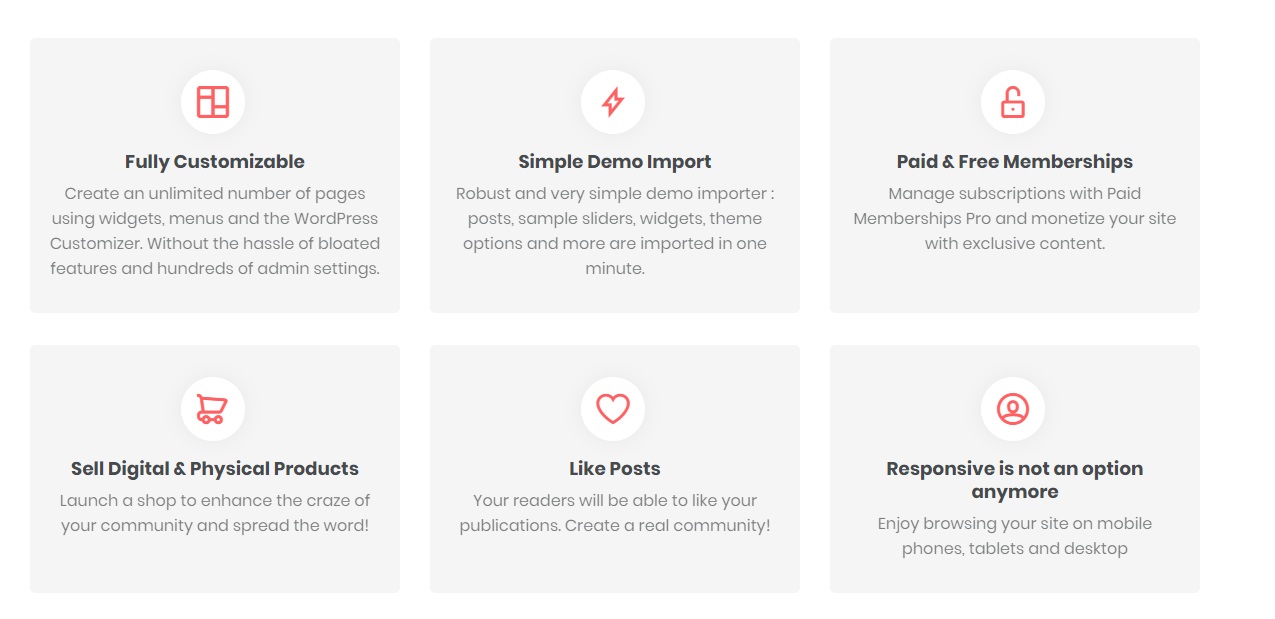 Fully Customizable
Create an unlimited number of pages
using widgets, menus and the WordPress
Customizer. Without the hassle of bloated
features and hundreds of admin settings.
Simple Demo Import
Robust and very simple demo importer :
posts, sample sliders, widgets, theme
options and more are imported in one
minute.
Paid & Free Memberships
Manage subscriptions with Paid
Memberships Pro and monetize your site
with exclusive content.
Sell Digital & Physical Products
Launch a shop to enhance the craze of
your community and spread the word!
Like Posts
Your readers will be able to like your
publications. Create a real community!
Responsive is not an option
anymore
Enjoy browsing your site on mobile
phones, tablets and desktop